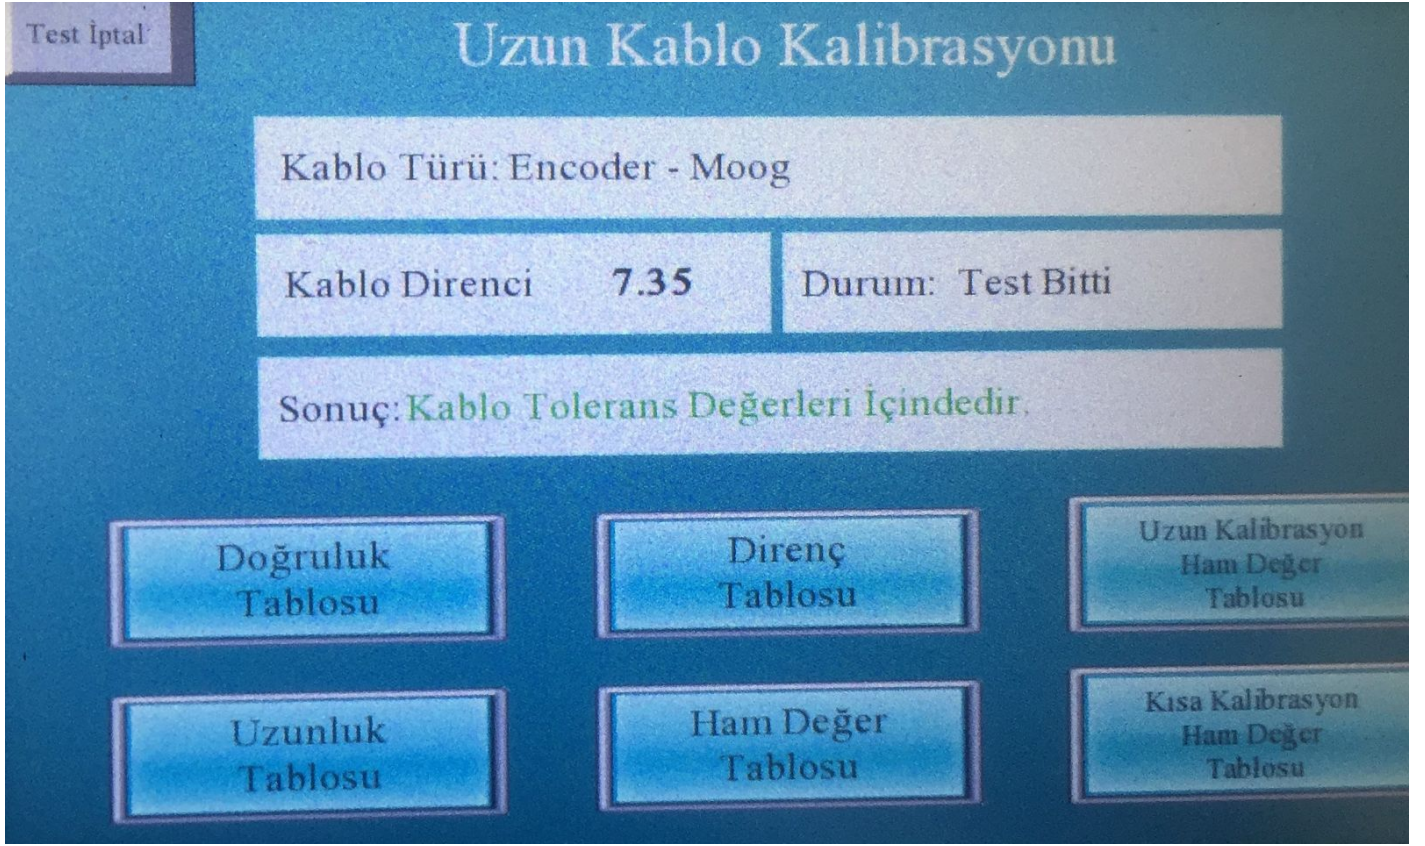 Test İptal
Uzun Kablo Kalibrasyonu
Kablo Türü: Encoder - Moog
Kablo Direnci 7.35 Durum: Test Bitti
Sonuç: Kablo Tolerans Değerleri İçindedir.
Doğruluk
Tablosu
Direnç
Tablosu
Uzun Kalibrasyon
Ham Değer
Tablosu
Uzunluk
Tablosu
Ham Değer
Tablosu
Kısa Kalibrasyon
Ham Değer
Tablosu